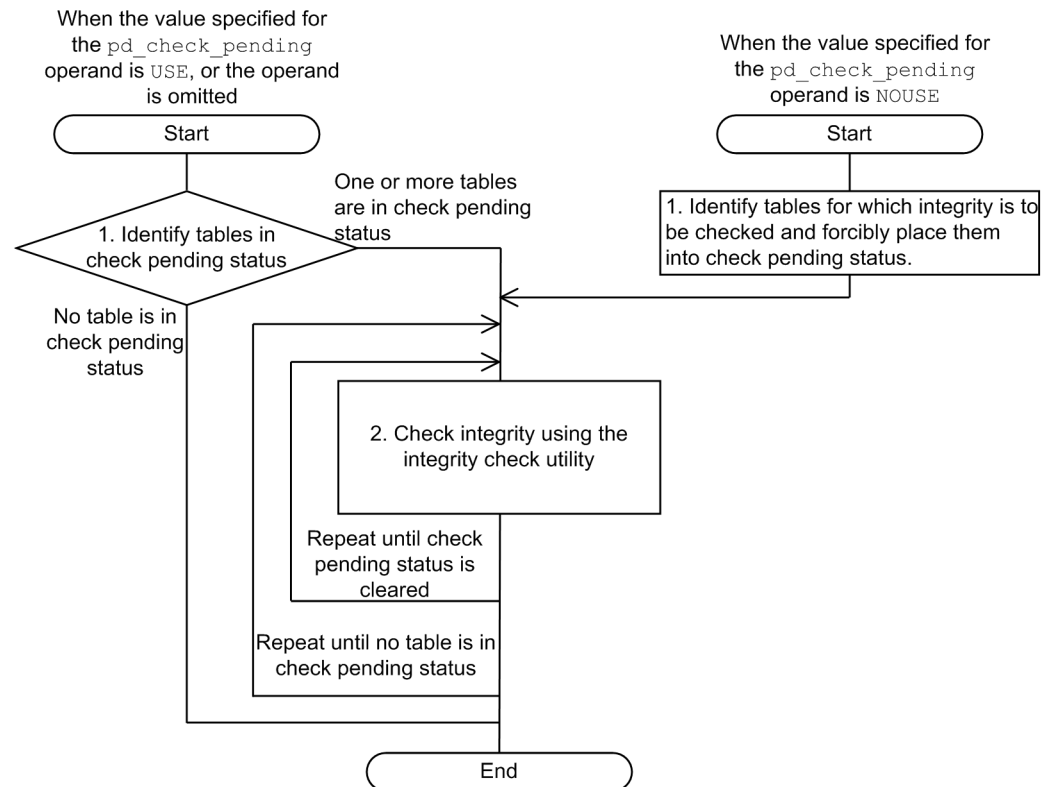 When the value specified for
the pd_check_pending
operand is USE, or the operand
is omitted
Start
1. Identify tables in
check pending status
One or more tables
are in check pending
status
No table is in
check pending
status
When the value specified for
the pd_check_pending
operand is NOUSE
Start
1. Identify tables for which integrity is to
be checked and forcibly place them
into check pending status.
2. Check integrity using the
integrity check utility
Repeat until check
pending status is
cleared
Repeat until no table is in
check pending status
End